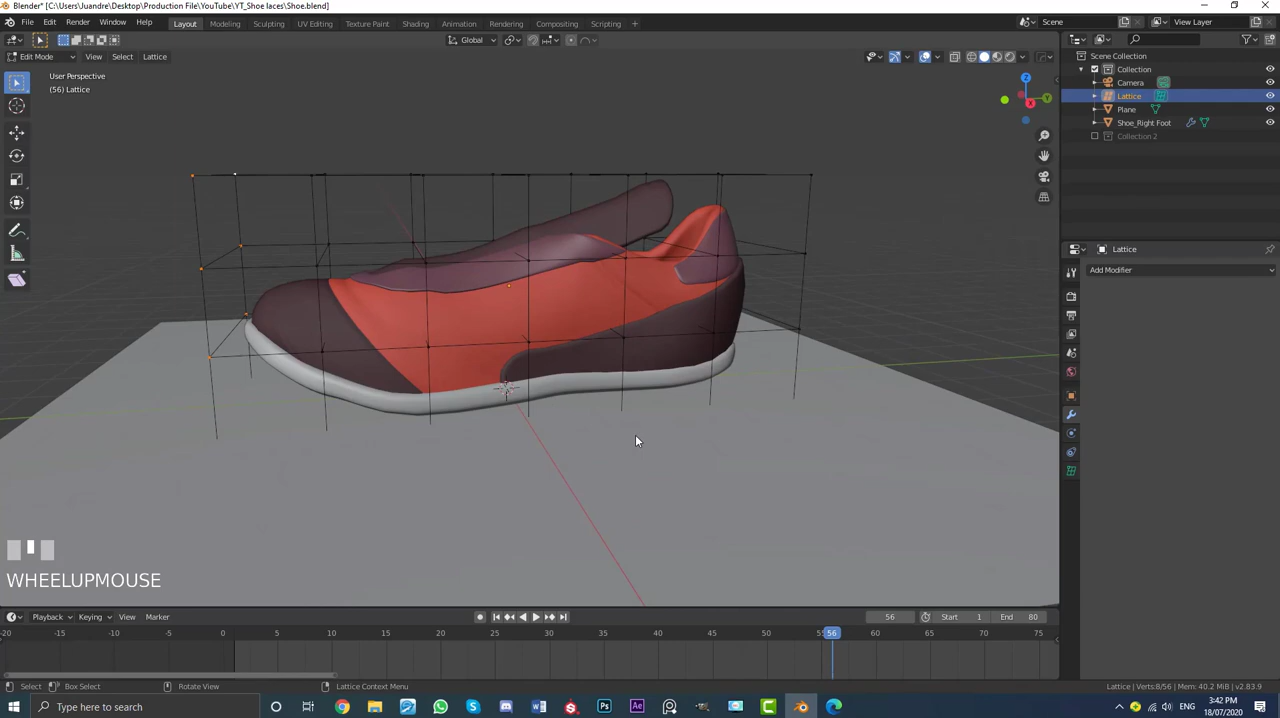 Blender* [C:\Users\Juandre\Desktop\Production File\YouTube\YT_Shoe laces\Shoe.blend]
File Edit Render Window Help Layout Modeling Sculpting UV Editing Texture Paint Shading Animation Rendering Compositing Scripting + Scene View Layer
Global
Edit Mode View Select Lattice
User Perspective
(56) Lattice
Scene Collection
Collection
Camera
Lattice
Plane
Shoe_Right Foot
Collection 2
Z
Y
X
Lattice
Add Modifier
WHEELUPMOUSE
Playback Keying View Marker 56 Start 1 End 80
-20 -15 -10 -5 0 5 10 15 20 25 30 35 40 45 50 55 56 60 65 70 75
Select Box Select Rotate View Lattice Context Menu Lattice | Verts:8/56 | Mem: 40.2 MiB | v2.83.9
Type here to search
3:42 PM
18/07/2020